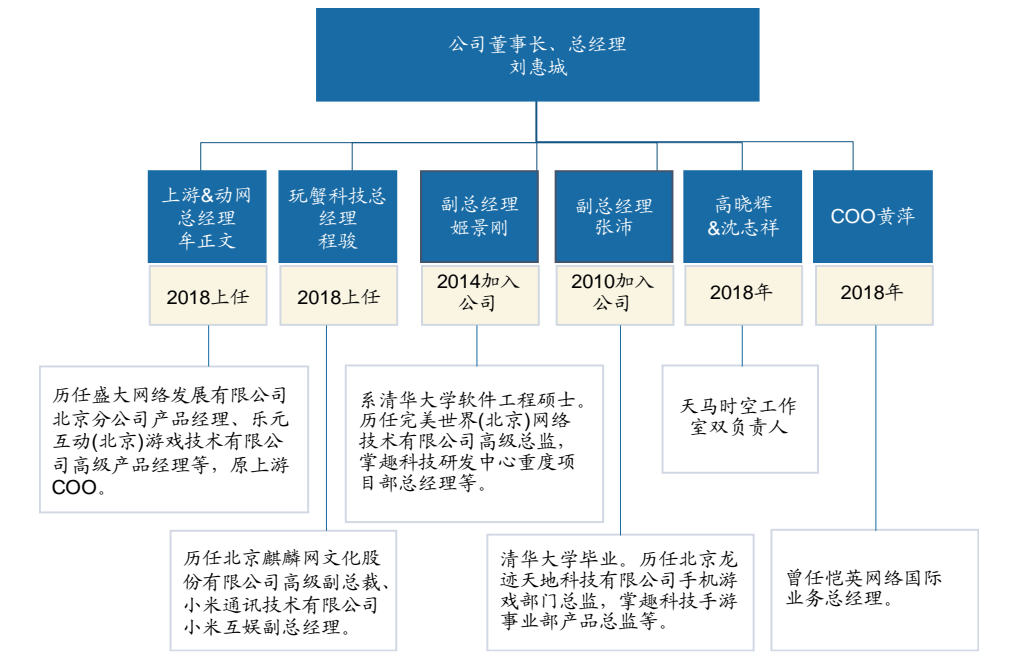 公司董事长、总经理
刘惠城
上游&动网
总经理
牟正文
玩蟹科技总
经理
程骏
副总经理
姬景刚
副总经理
张沛
高晓辉
&沈志祥
COO黄萍
2018上任
2018上任
2014加入
公司
2010加入
公司
2018年
2018年
历任盛大网络发展有限公司
北京分公司产品经理、乐元
互动(北京)游戏技术有限公
司高级产品经理等，原上游
COO。
系清华大学软件工程硕士。
历任完美世界(北京)网络
技术有限公司高级总监，
掌趣科技研发中心重度项
目部总经理等。
天马时空工作
室双负责人
历任北京麒麟网文化股
份有限公司高级副总裁、
小米通讯技术有限公司
小米互娱副总经理。
清华大学毕业。历任北京龙
迹天地科技有限公司手机游
戏部门总监，掌趣科技手游
事业部产品总监等。
曾任恺英网络国际
业务总经理。